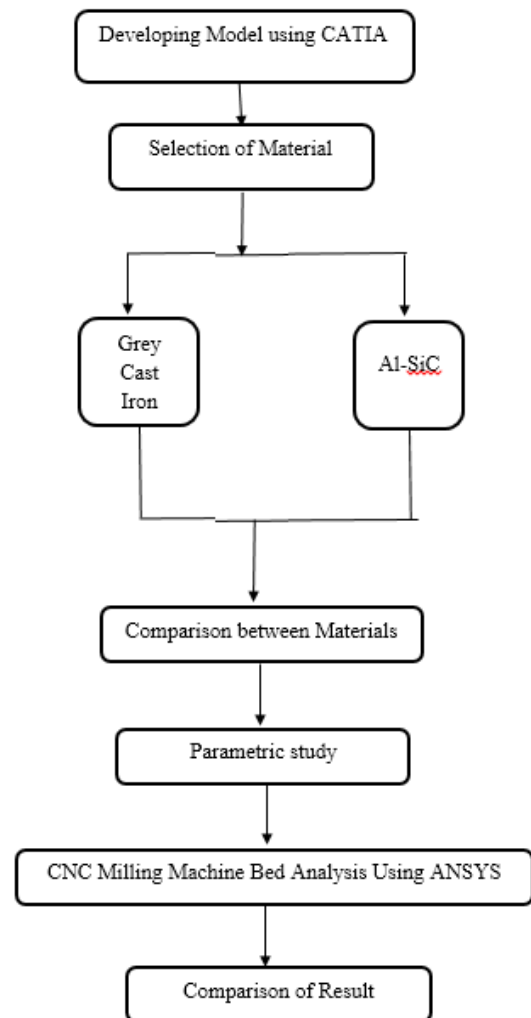 Developing Model using CATIA
Selection of Material
Grey
Cast
Iron
Al-SiC
Comparison between Materials
Parametric study
CNC Milling Machine Bed Analysis Using ANSYS
Comparison of Result